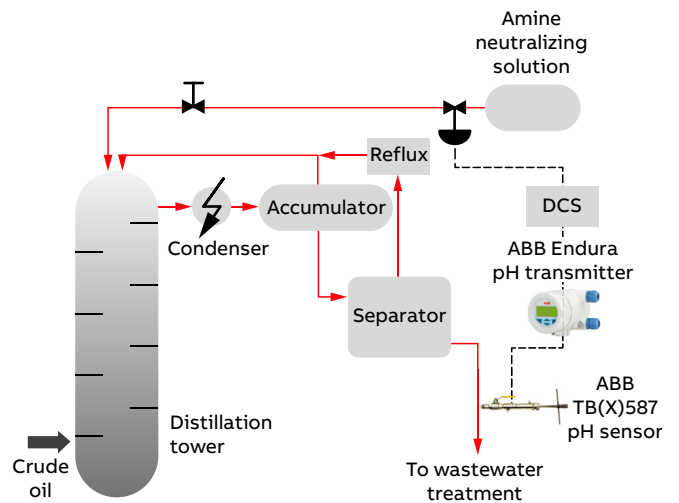 Amine
neutralizing
solution
Reflux
Accumulator
DCS
Condenser
ABB Endura
pH transmitter
Separator
ABB
TB(X)587
pH sensor
Distillation
tower
Crude
oil
To wastewater
treatment